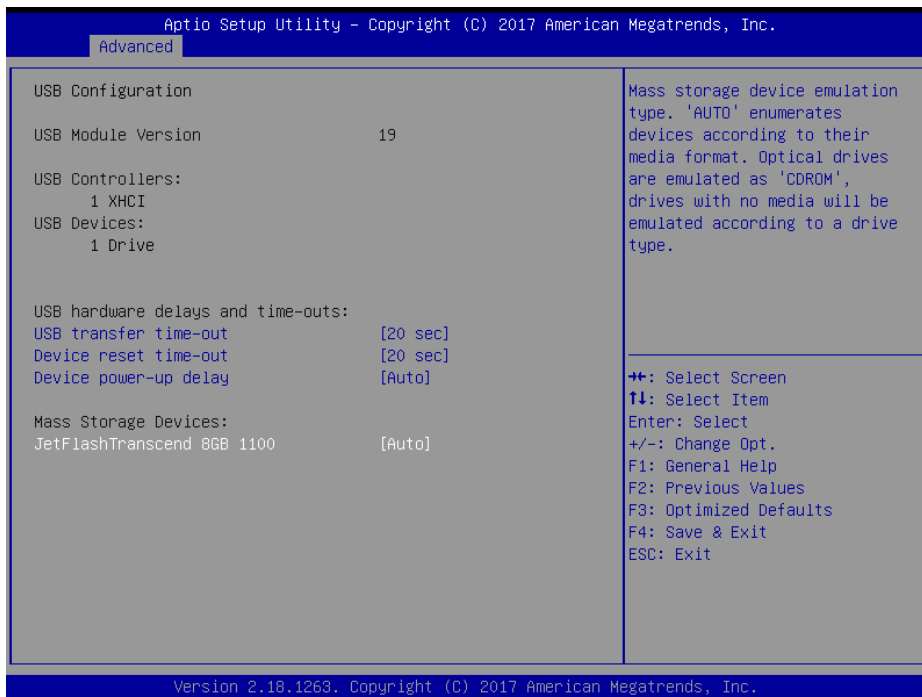 Aptio Setup Utility – Copyright (C) 2017 American Megatrends, Inc.
Advanced
USB Configuration
USB Module Version 19
USB Controllers:
1 XHCI
USB Devices:
1 Drive
USB hardware delays and time-outs:
USB transfer time-out [20 sec]
Device reset time-out [20 sec]
Device power-up delay [Auto]
Mass Storage Devices:
JetFlashTranscend 8GB 1100 [Auto]
Mass storage device emulation
type. 'AUTO' enumerates
devices according to their
media format. Optical drives
are emulated as 'CDROM',
drives with no media will be
emulated according to a drive
type.
→←: Select Screen
↑↓: Select Item
Enter: Select
+/-: Change Opt.
F1: General Help
F2: Previous Values
F3: Optimized Defaults
F4: Save & Exit
ESC: Exit
Version 2.18.1263. Copyright (C) 2017 American Megatrends, Inc.